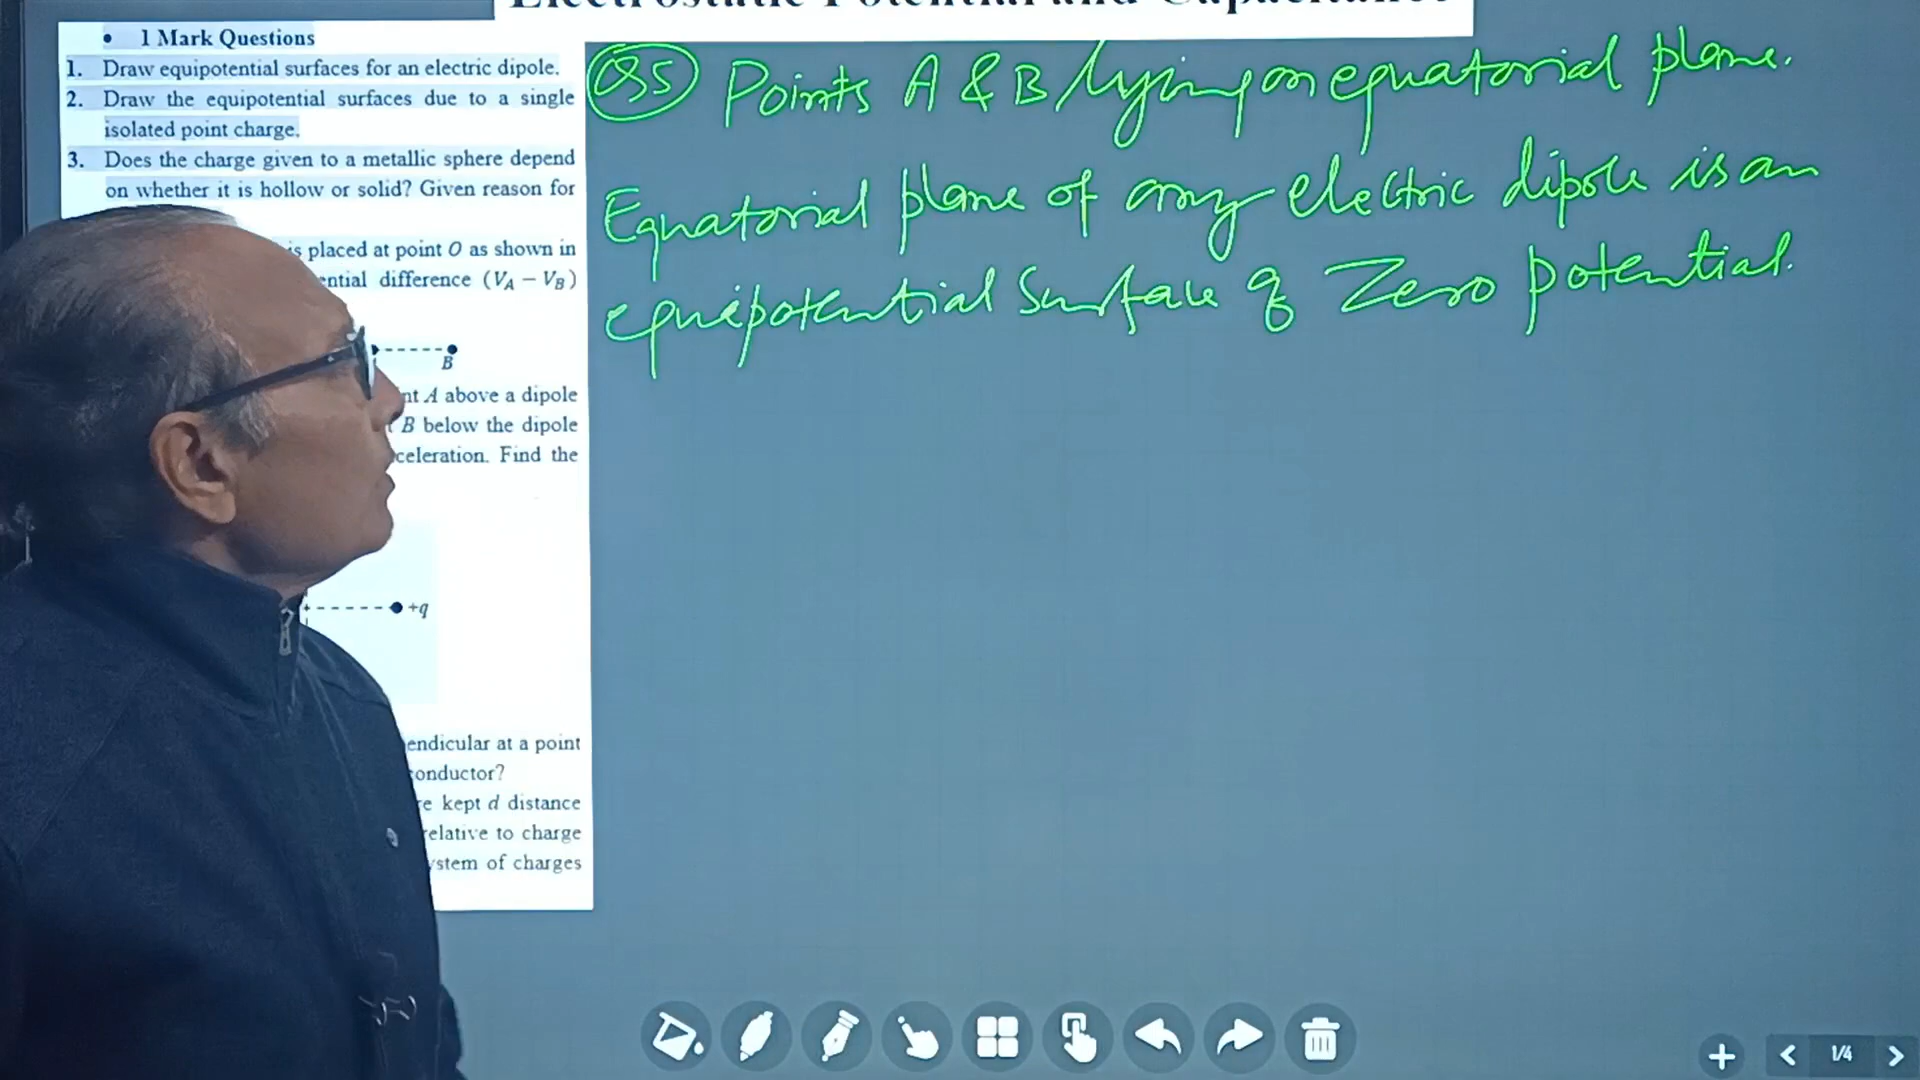 Electrostatic Potential and Capacitance
• 1 Mark Questions
1. Draw equipotential surfaces for an electric dipole.
2. Draw the equipotential surfaces due to a single
isolated point charge.
3. Does the charge given to a metallic sphere depend
on whether it is hollow or solid? Given reason for
is placed at point O as shown in
ential difference (VA – VB)
B
nt A above a dipole
B below the dipole
celeration. Find the
+q
endicular at a point
onductor?
re kept d distance
relative to charge
ystem of charges
Q5 Points A & B lying on equatorial plane.
Equatorial plane of any electric dipole is an
equipotential Surface of Zero potential.
1/4